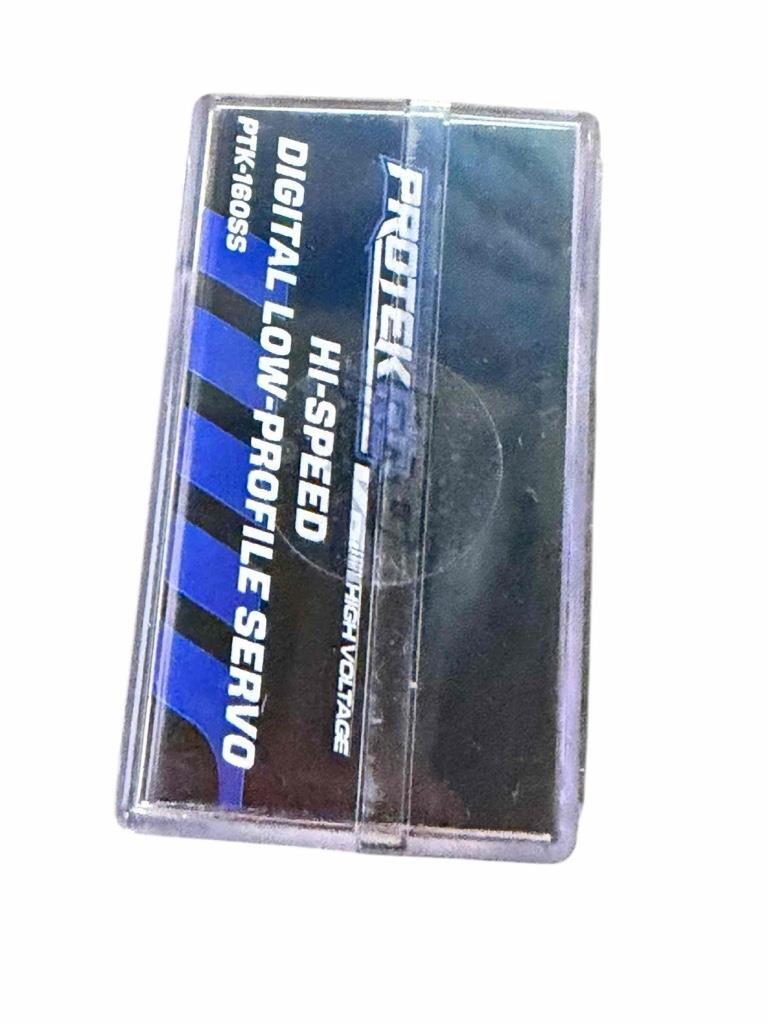 PROTEK
HIGH VOLTAGE
HI-SPEED
DIGITAL LOW-PROFILE SERVO
PTK-160SS